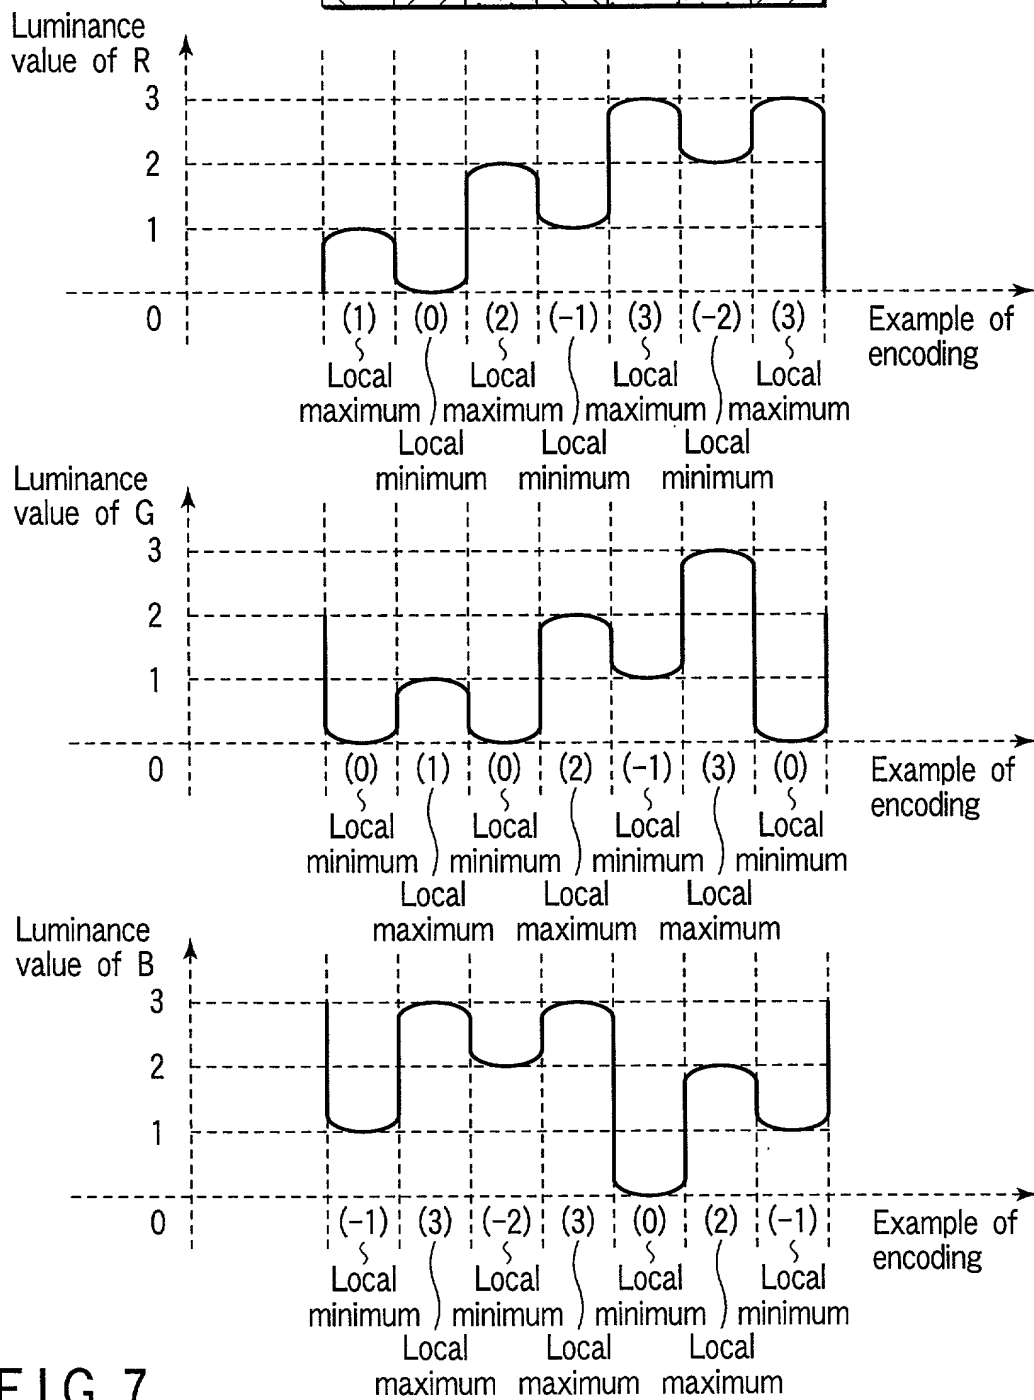 Luminance
value of R
3
2
1
0
(1) (0) (2) (-1) (3) (-2) (3)
Example of
encoding
Local Local Local Local
maximum maximum maximum maximum
Local Local Local
minimum minimum minimum
Luminance
value of G
3
2
1
0
(0) (1) (0) (2) (-1) (3) (0)
Example of
encoding
Local Local Local Local
minimum minimum minimum minimum
Local Local Local
maximum maximum maximum
Luminance
value of B
3
2
1
0
(-1) (3) (-2) (3) (0) (2) (-1)
Example of
encoding
Local Local Local Local
minimum minimum minimum minimum
Local Local Local
maximum maximum maximum
FIG. 7